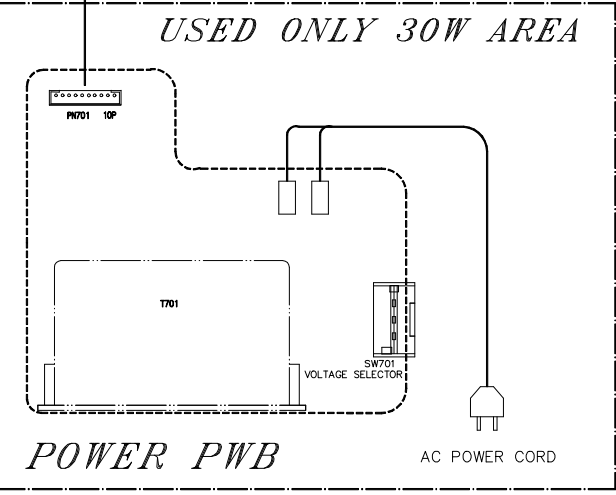 USED ONLY 30W AREA
PN701 10P
T701
SW701
VOLTAGE SELECTOR
POWER PWB
AC POWER CORD